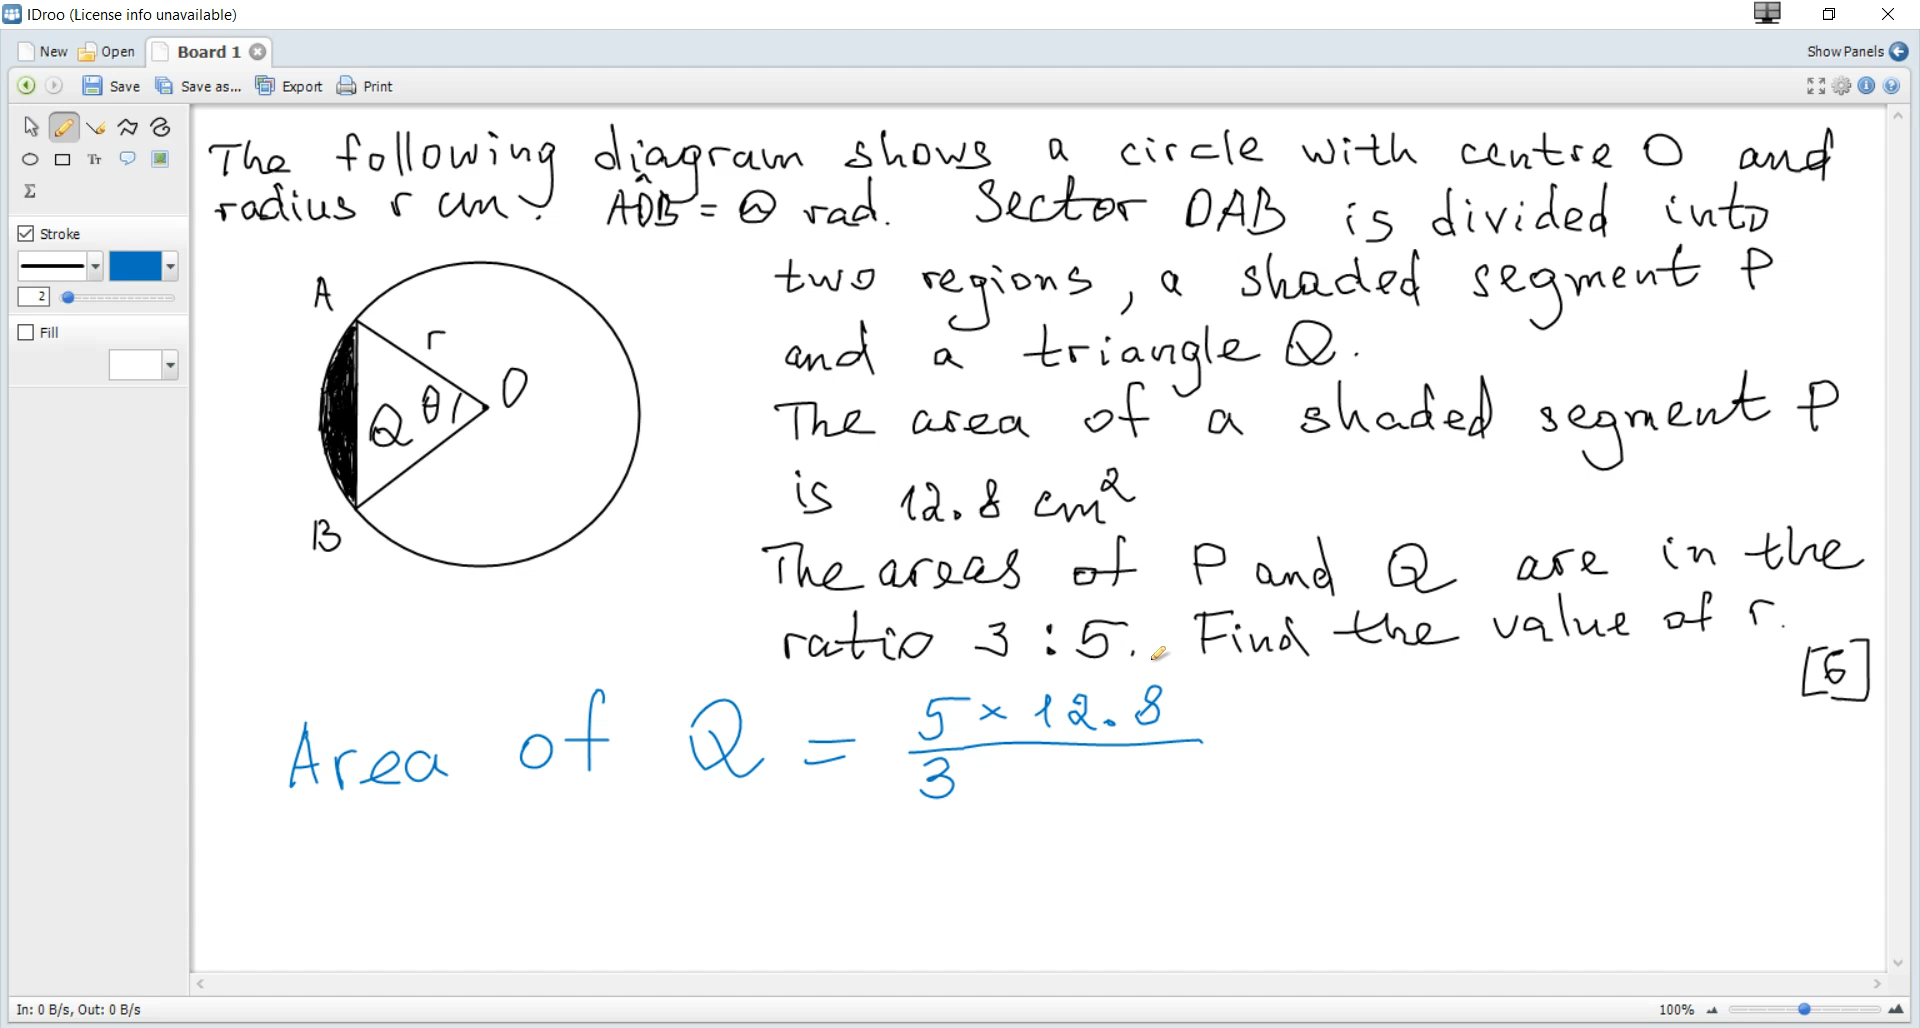 IDroo (License info unavailable)
New Open Board 1 Show Panels
Save Save as... Export Print
Stroke
2
Fill
The following diagram shows a circle with centre O and
radius r cm. AÔB = θ rad. Sector OAB is divided into
two regions, a shaded segment P
and a triangle Q.
The area of a shaded segment P
is 12.8 cm²
The areas of P and Q are in the
ratio 3 : 5. Find the value of r.
[6]
A
r
O
θ
Q
B
Area of Q = 5 × 12.8
3
In: 0 B/s, Out: 0 B/s 100%